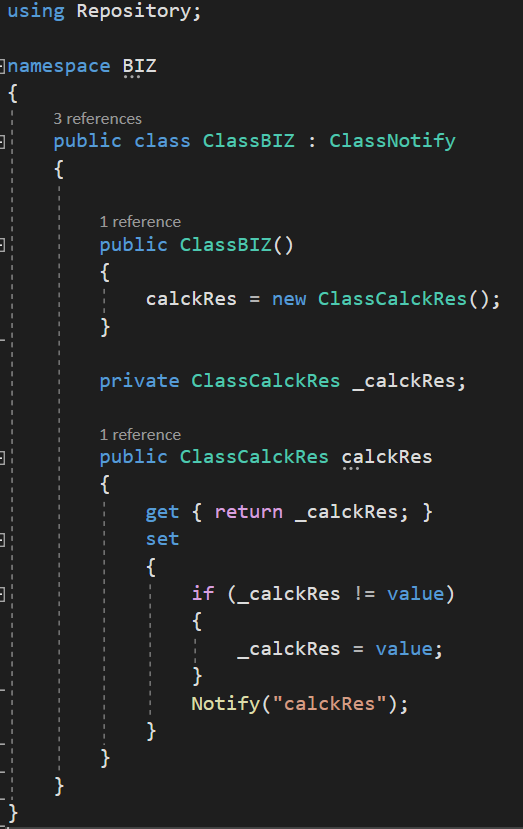 using Repository;
namespace BIZ
{
3 references
public class ClassBIZ : ClassNotify
{
1 reference
public ClassBIZ()
{
calckRes = new ClassCalckRes();
}
private ClassCalckRes _calckRes;
1 reference
public ClassCalckRes calckRes
{
get { return _calckRes; }
set
{
if (_calckRes != value)
{
_calckRes = value;
}
Notify("calckRes");
}
}
}
}